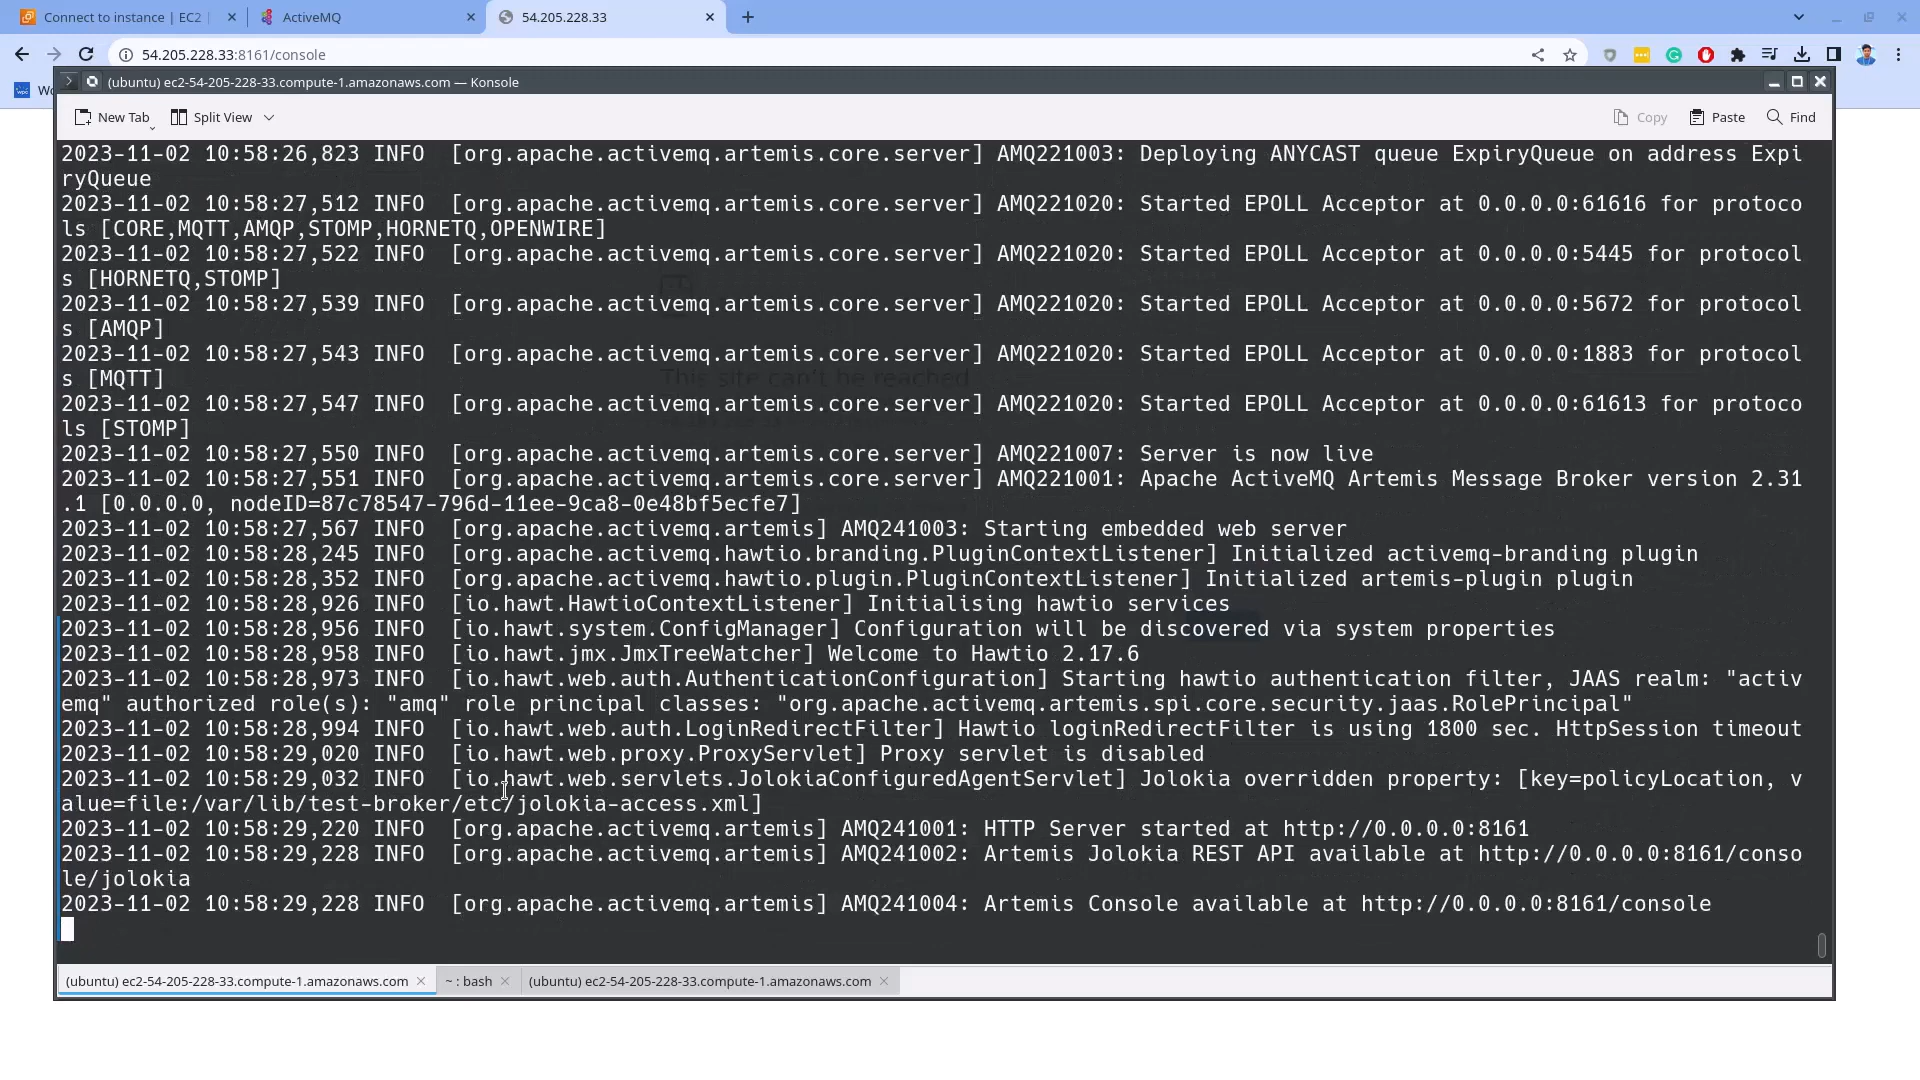 Connect to instance | EC2
ActiveMQ
54.205.228.33
54.205.228.33:8161/console
Wo
(ubuntu) ec2-54-205-228-33.compute-1.amazonaws.com — Konsole
New Tab
Split View
Copy
Paste
Find
2023-11-02 10:58:26,823 INFO  [org.apache.activemq.artemis.core.server] AMQ221003: Deploying ANYCAST queue ExpiryQueue on address Expi
ryQueue
2023-11-02 10:58:27,512 INFO  [org.apache.activemq.artemis.core.server] AMQ221020: Started EPOLL Acceptor at 0.0.0.0:61616 for protoco
ls [CORE,MQTT,AMQP,STOMP,HORNETQ,OPENWIRE]
2023-11-02 10:58:27,522 INFO  [org.apache.activemq.artemis.core.server] AMQ221020: Started EPOLL Acceptor at 0.0.0.0:5445 for protocol
s [HORNETQ,STOMP]
2023-11-02 10:58:27,539 INFO  [org.apache.activemq.artemis.core.server] AMQ221020: Started EPOLL Acceptor at 0.0.0.0:5672 for protocol
s [AMQP]
2023-11-02 10:58:27,543 INFO  [org.apache.activemq.artemis.core.server] AMQ221020: Started EPOLL Acceptor at 0.0.0.0:1883 for protocol
s [MQTT]
This site can't be reached
2023-11-02 10:58:27,547 INFO  [org.apache.activemq.artemis.core.server] AMQ221020: Started EPOLL Acceptor at 0.0.0.0:61613 for protoco
ls [STOMP]
2023-11-02 10:58:27,550 INFO  [org.apache.activemq.artemis.core.server] AMQ221007: Server is now live
2023-11-02 10:58:27,551 INFO  [org.apache.activemq.artemis.core.server] AMQ221001: Apache ActiveMQ Artemis Message Broker version 2.31
.1 [0.0.0.0, nodeID=87c78547-796d-11ee-9ca8-0e48bf5ecfe7]
2023-11-02 10:58:27,567 INFO  [org.apache.activemq.artemis] AMQ241003: Starting embedded web server
2023-11-02 10:58:28,245 INFO  [org.apache.activemq.hawtio.branding.PluginContextListener] Initialized activemq-branding plugin
2023-11-02 10:58:28,352 INFO  [org.apache.activemq.hawtio.plugin.PluginContextListener] Initialized artemis-plugin plugin
2023-11-02 10:58:28,926 INFO  [io.hawt.HawtioContextListener] Initialising hawtio services
2023-11-02 10:58:28,956 INFO  [io.hawt.system.ConfigManager] Configuration will be discovered via system properties
2023-11-02 10:58:28,958 INFO  [io.hawt.jmx.JmxTreeWatcher] Welcome to Hawtio 2.17.6
2023-11-02 10:58:28,973 INFO  [io.hawt.web.auth.AuthenticationConfiguration] Starting hawtio authentication filter, JAAS realm: "activ
emq" authorized role(s): "amq" role principal classes: "org.apache.activemq.artemis.spi.core.security.jaas.RolePrincipal"
2023-11-02 10:58:28,994 INFO  [io.hawt.web.auth.LoginRedirectFilter] Hawtio loginRedirectFilter is using 1800 sec. HttpSession timeout
2023-11-02 10:58:29,020 INFO  [io.hawt.web.proxy.ProxyServlet] Proxy servlet is disabled
2023-11-02 10:58:29,032 INFO  [io.hawt.web.servlets.JolokiaConfiguredAgentServlet] Jolokia overridden property: [key=policyLocation, v
alue=file:/var/lib/test-broker/etc/jolokia-access.xml]
2023-11-02 10:58:29,220 INFO  [org.apache.activemq.artemis] AMQ241001: HTTP Server started at http://0.0.0.0:8161
2023-11-02 10:58:29,228 INFO  [org.apache.activemq.artemis] AMQ241002: Artemis Jolokia REST API available at http://0.0.0.0:8161/conso
le/jolokia
2023-11-02 10:58:29,228 INFO  [org.apache.activemq.artemis] AMQ241004: Artemis Console available at http://0.0.0.0:8161/console
(ubuntu) ec2-54-205-228-33.compute-1.amazonaws.com
~ : bash
(ubuntu) ec2-54-205-228-33.compute-1.amazonaws.com